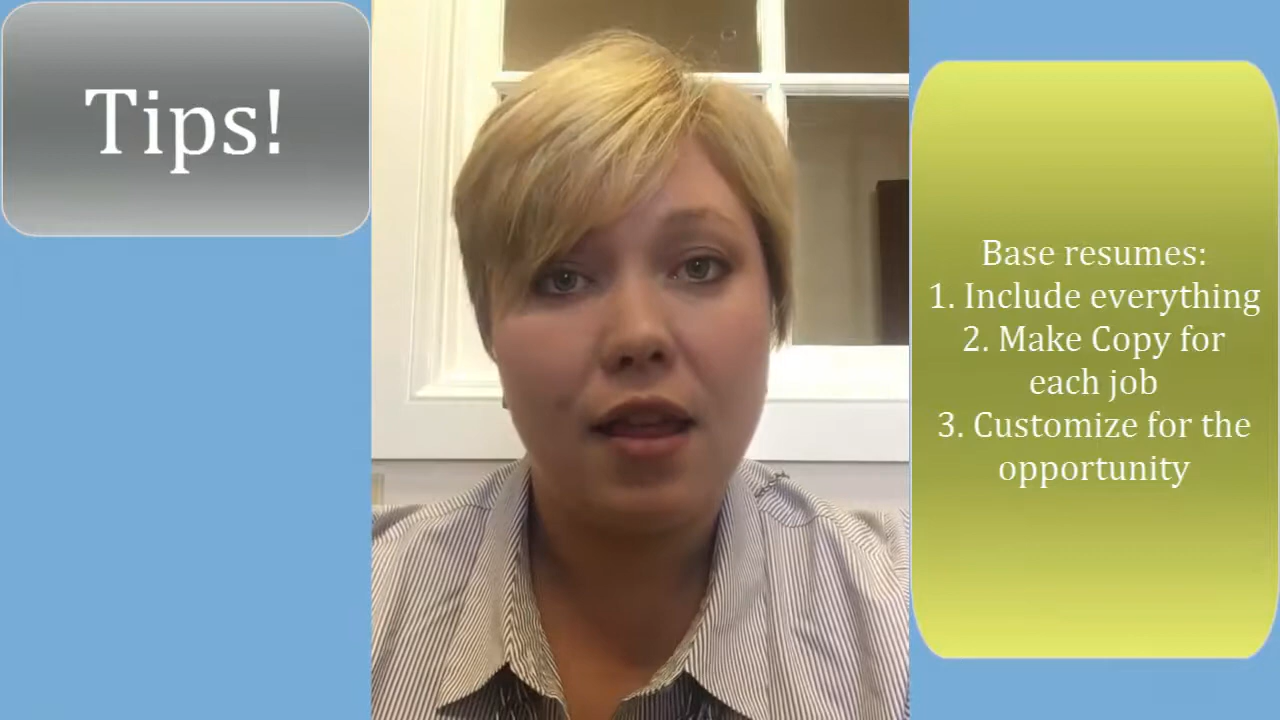 Tips!
Base resumes:
1. Include everything
2. Make Copy for
each job
3. Customize for the
opportunity